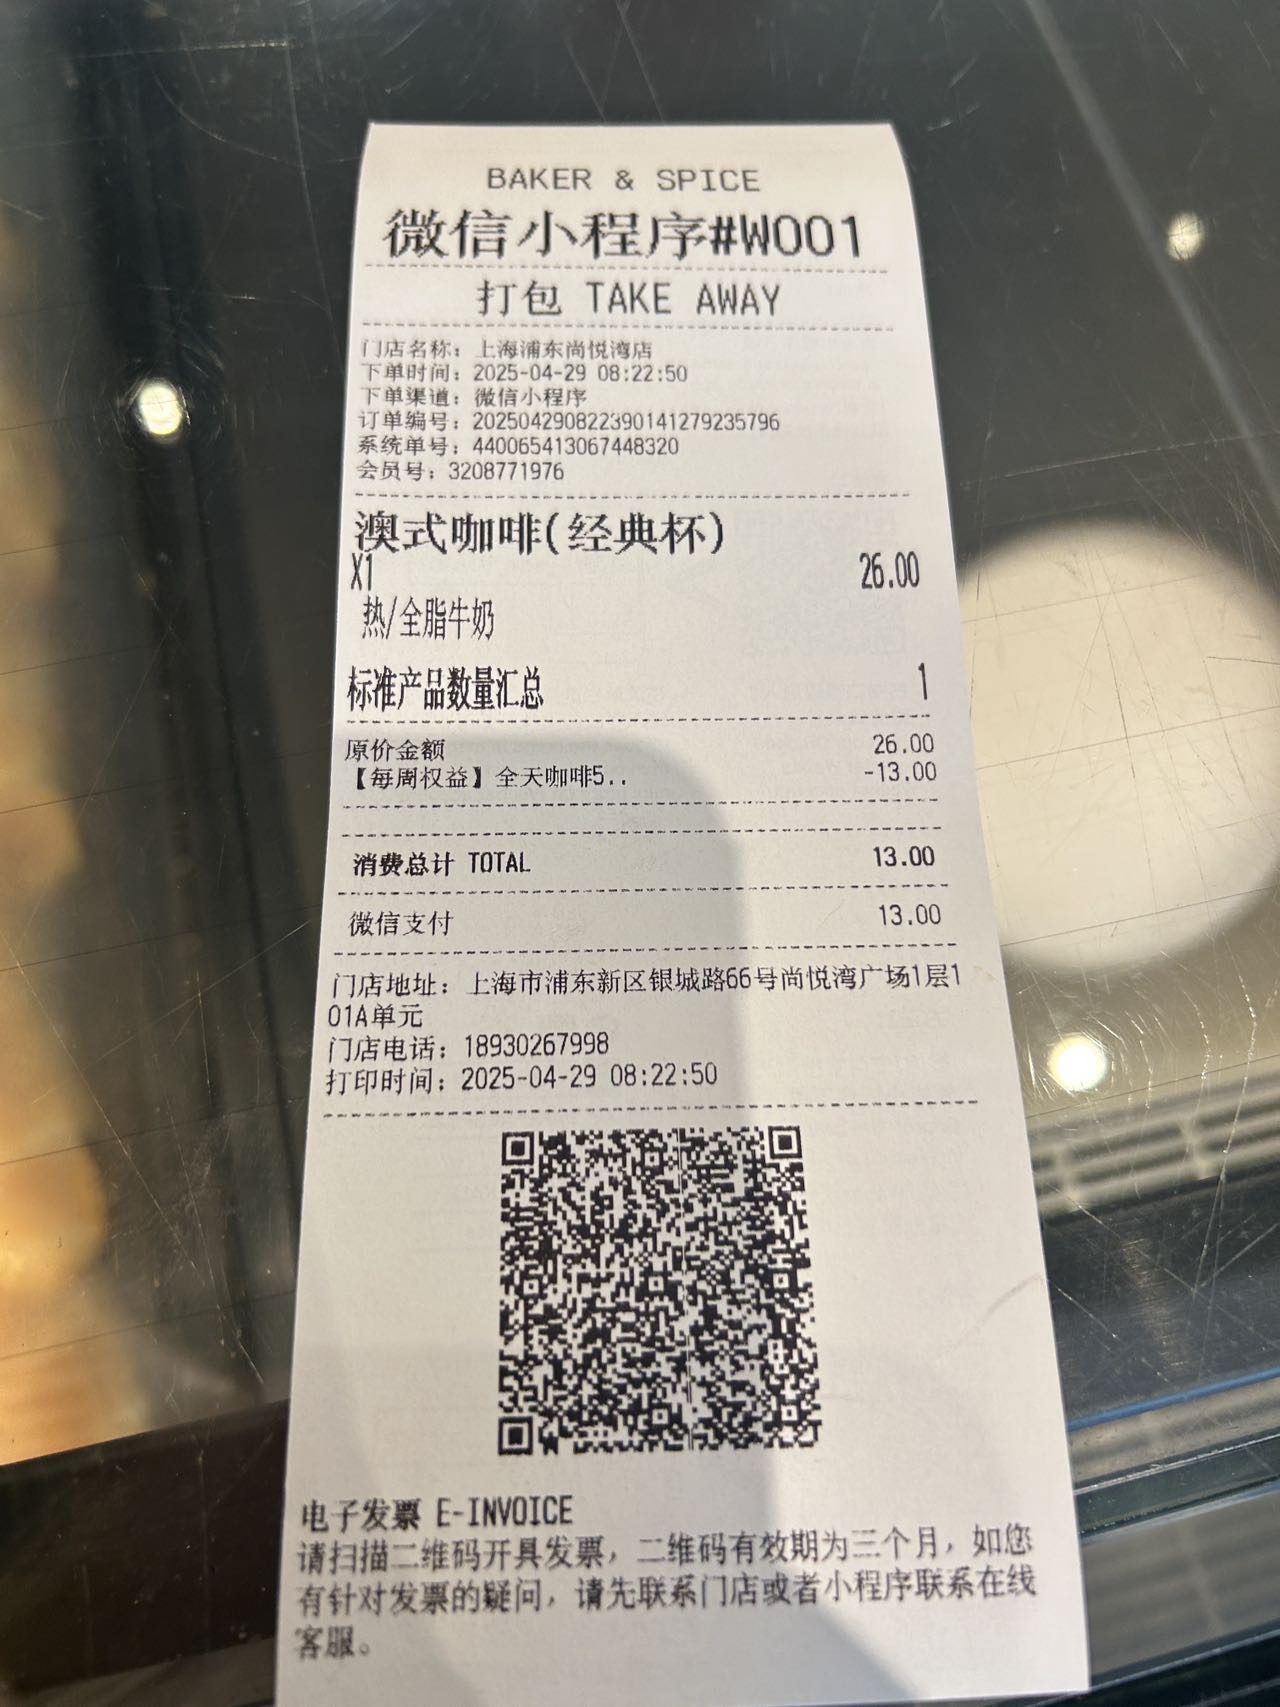 BAKER & SPICE
微信小程序#W001
打包 TAKE AWAY
门店名称：上海浦东尚悦湾店
下单时间：2025-04-29 08:22:50
下单渠道：微信小程序
订单编号：20250429082239014127923​5796
系统单号：440065413067448320
会员号：3208771976
澳式咖啡(经典杯)
X1 26.00
热/全脂牛奶
标准产品数量汇总 1
原价金额 26.00
【每周权益】全天咖啡5.. -13.00
消费总计 TOTAL 13.00
微信支付 13.00
门店地址：上海市浦东新区银城路66号尚悦湾广场1层1
01A单元
门店电话：18930267998
打印时间：2025-04-29 08:22:50
电子发票 E-INVOICE
请扫描二维码开具发票，二维码有效期为三个月，如您
有针对发票的疑问，请先联系门店或者小程序联系在线
客服。